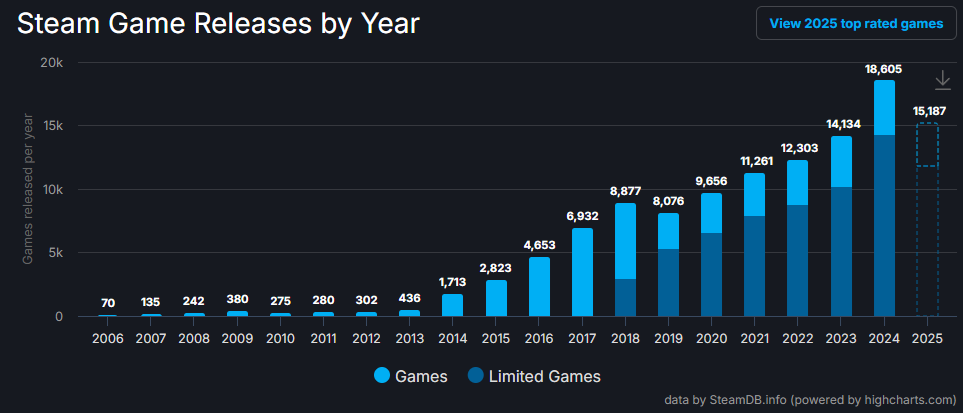 Steam Game Releases by Year
View 2025 top rated games
Games released per year
20k
15k
10k
5k
0
70
135
242
380
275
280
302
436
1,713
2,823
4,653
6,932
8,877
8,076
9,656
11,261
12,303
14,134
18,605
15,187
2006 2007 2008 2009 2010 2011 2012 2013 2014 2015 2016 2017 2018 2019 2020 2021 2022 2023 2024 2025
Games Limited Games
data by SteamDB.info (powered by highcharts.com)